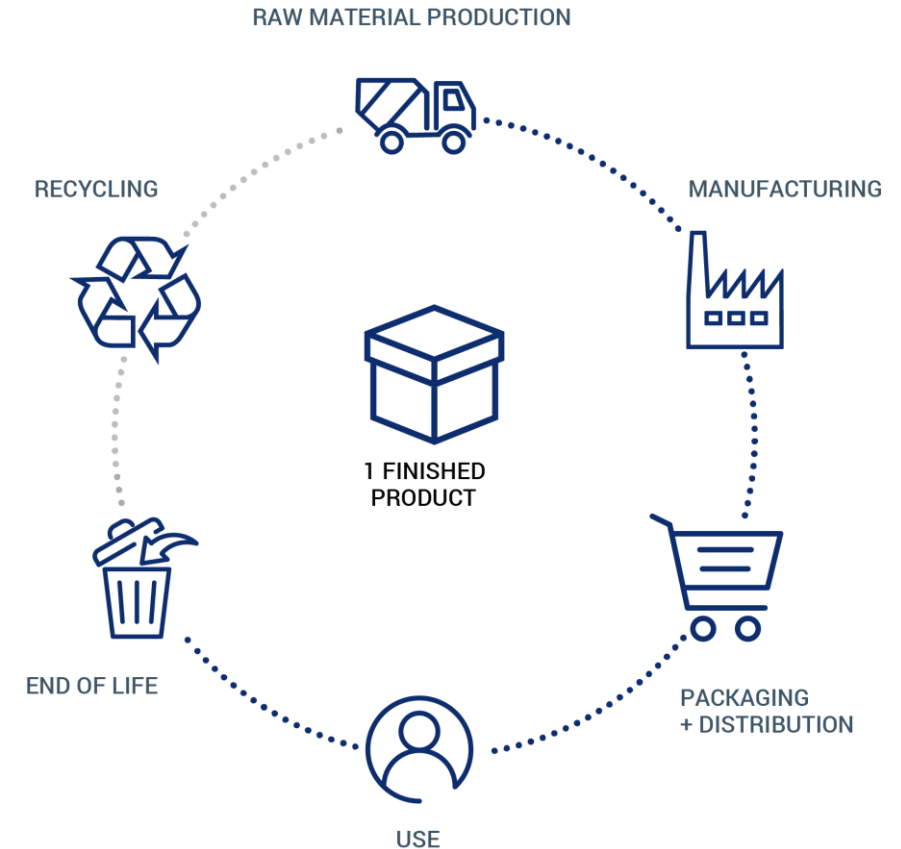 RAW MATERIAL PRODUCTION
RECYCLING
MANUFACTURING
1 FINISHED
PRODUCT
END OF LIFE
PACKAGING
+ DISTRIBUTION
USE